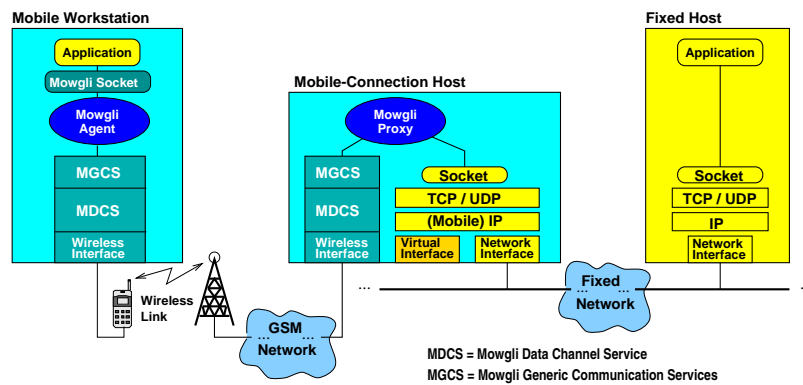 Mobile Workstation
Application
Mowgli Socket
Mowgli
Agent
MGCS
MDCS
Wireless
Interface
Wireless
Link
GSM
... ...
Network
Mobile-Connection Host
Mowgli
Proxy
MGCS
MDCS
Wireless
Interface
Socket
TCP / UDP
(Mobile) IP
Virtual
Interface
Network
Interface
...
Fixed
... ...
Network
Fixed Host
Application
Socket
TCP / UDP
IP
Network
Interface
...
MDCS = Mowgli Data Channel Service
MGCS = Mowgli Generic Communication Services